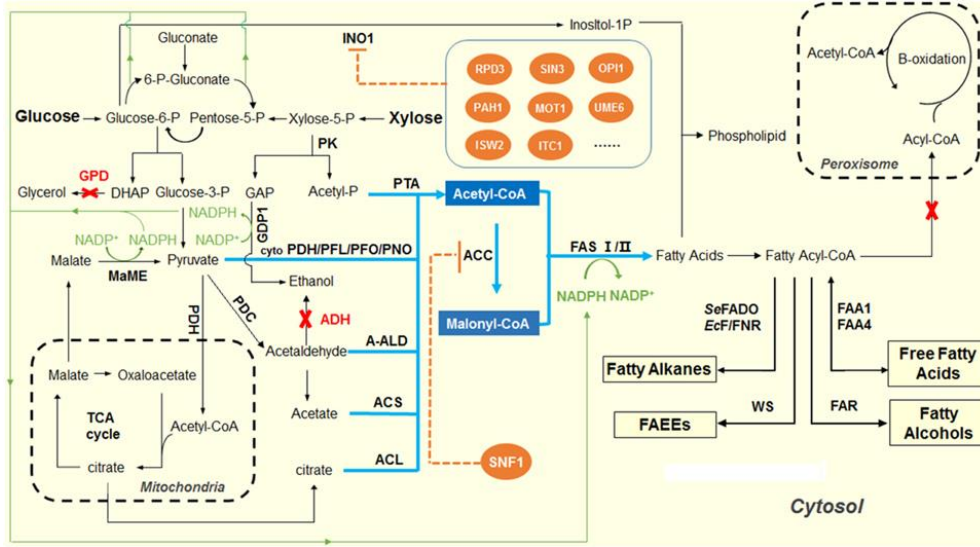 Gluconate
INO1
Inositol-1P
6-P-Gluconate
Glucose
Glucose-6-P
Pentose-5-P
Xylose-5-P
Xylose
RPD3
SIN3
OPI1
PAH1
MOT1
UME6
ISW2
ITC1
......
Acetyl-CoA
B-oxidation
Acyl-CoA
Peroxisome
Phospholipid
PK
GPD
Glycerol
DHAP
Glucose-3-P
GAP
Acetyl-P
PTA
Acetyl-CoA
NADPH
NADP⁺
NADPH
NADP⁺
GDP1
Malate
MaME
Pyruvate
cyto PDH/PFL/PFO/PNO
ACC
FAS Ⅰ/Ⅱ
Fatty Acids
Fatty Acyl-CoA
NADPH
NADP⁺
Ethanol
PDH
PDC
ADH
Malonyl-CoA
SeFADO
EcF/FNR
FAA1
FAA4
Acetaldehyde
A-ALD
Malate
Oxaloacetate
Fatty Alkanes
Free Fatty
Acids
TCA
cycle
Acetyl-CoA
Acetate
ACS
WS
FAR
FAEEs
Fatty
Alcohols
citrate
citrate
ACL
SNF1
Mitochondria
Cytosol